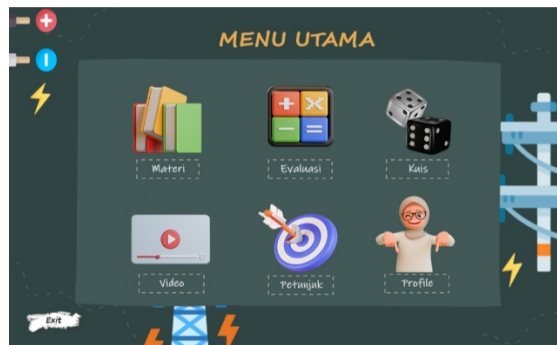 MENU UTAMA
Materi
Evaluasi
Kuis
Video
Petunjuk
Profile
Exit